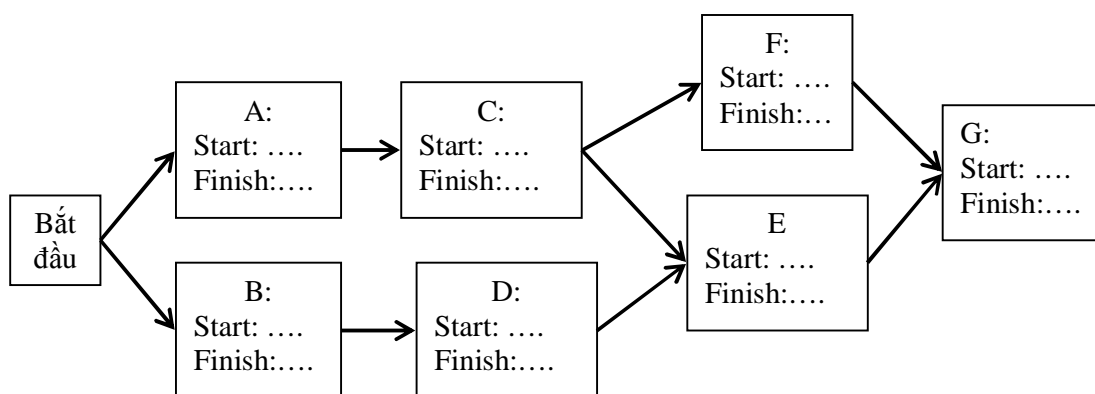 Bắt
đầu
A:
Start: ….
Finish:….
B:
Start: ….
Finish:….
C:
Start: ….
Finish:….
D:
Start: ….
Finish:….
F:
Start: ….
Finish:…
E
Start: ….
Finish:….
G:
Start: ….
Finish:….